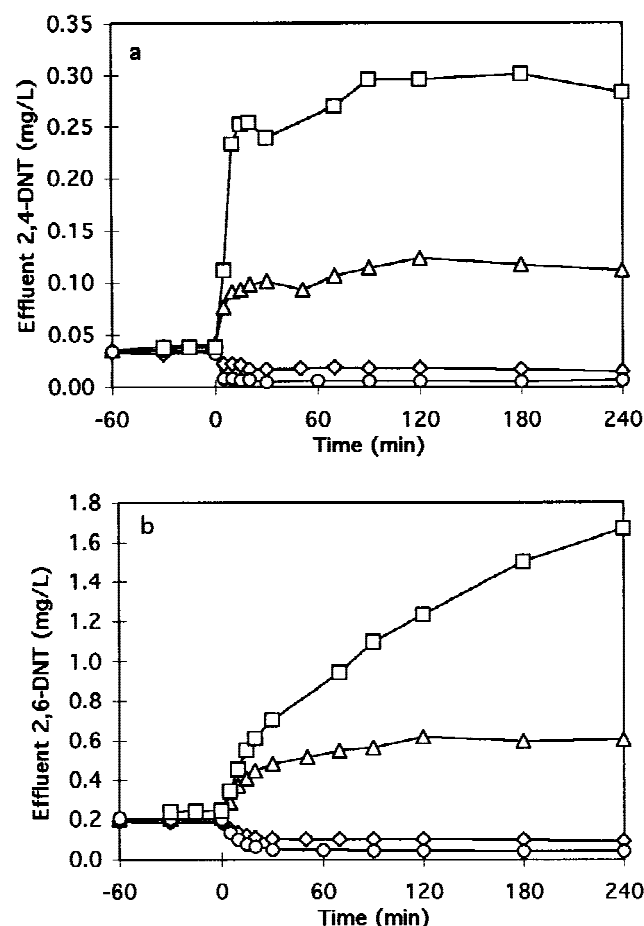 a
Effluent 2,4-DNT (mg/L)
0.35
0.30
0.25
0.20
0.15
0.10
0.05
0.00
-60 0 60 120 180 240
Time (min)
b
Effluent 2,6-DNT (mg/L)
1.8
1.6
1.4
1.2
1.0
0.8
0.6
0.4
0.2
0.0
-60 0 60 120 180 240
Time (min)